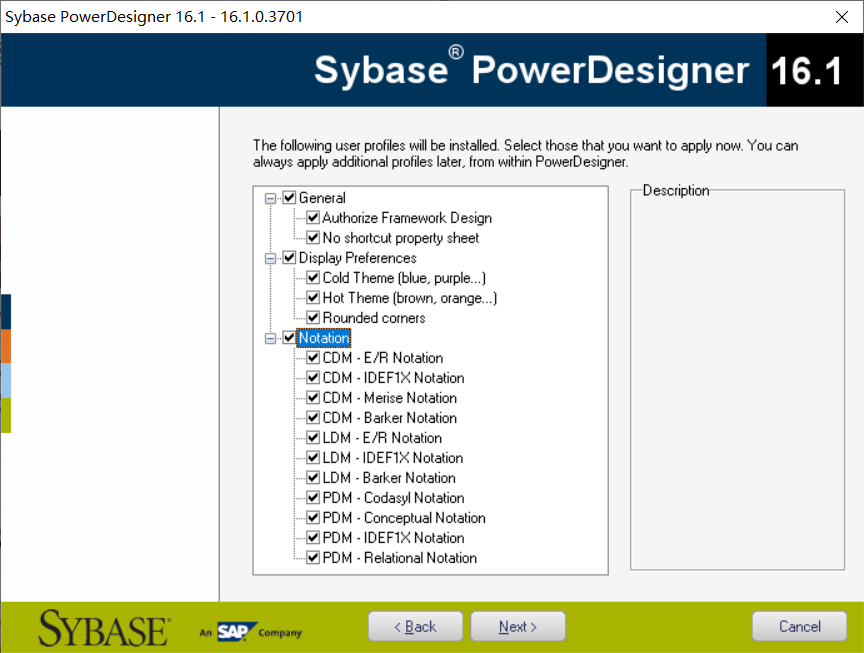 Sybase PowerDesigner 16.1 - 16.1.0.3701
Sybase® PowerDesigner 16.1
The following user profiles will be installed. Select those that you want to apply now. You can
always apply additional profiles later, from within PowerDesigner.
General
Authorize Framework Design
No shortcut property sheet
Display Preferences
Cold Theme (blue, purple...)
Hot Theme (brown, orange...)
Rounded corners
Notation
CDM - E/R Notation
CDM - IDEF1X Notation
CDM - Merise Notation
CDM - Barker Notation
LDM - E/R Notation
LDM - IDEF1X Notation
LDM - Barker Notation
PDM - Codasyl Notation
PDM - Conceptual Notation
PDM - IDEF1X Notation
PDM - Relational Notation
Description
SYBASE® An SAP Company
< Back
Next >
Cancel